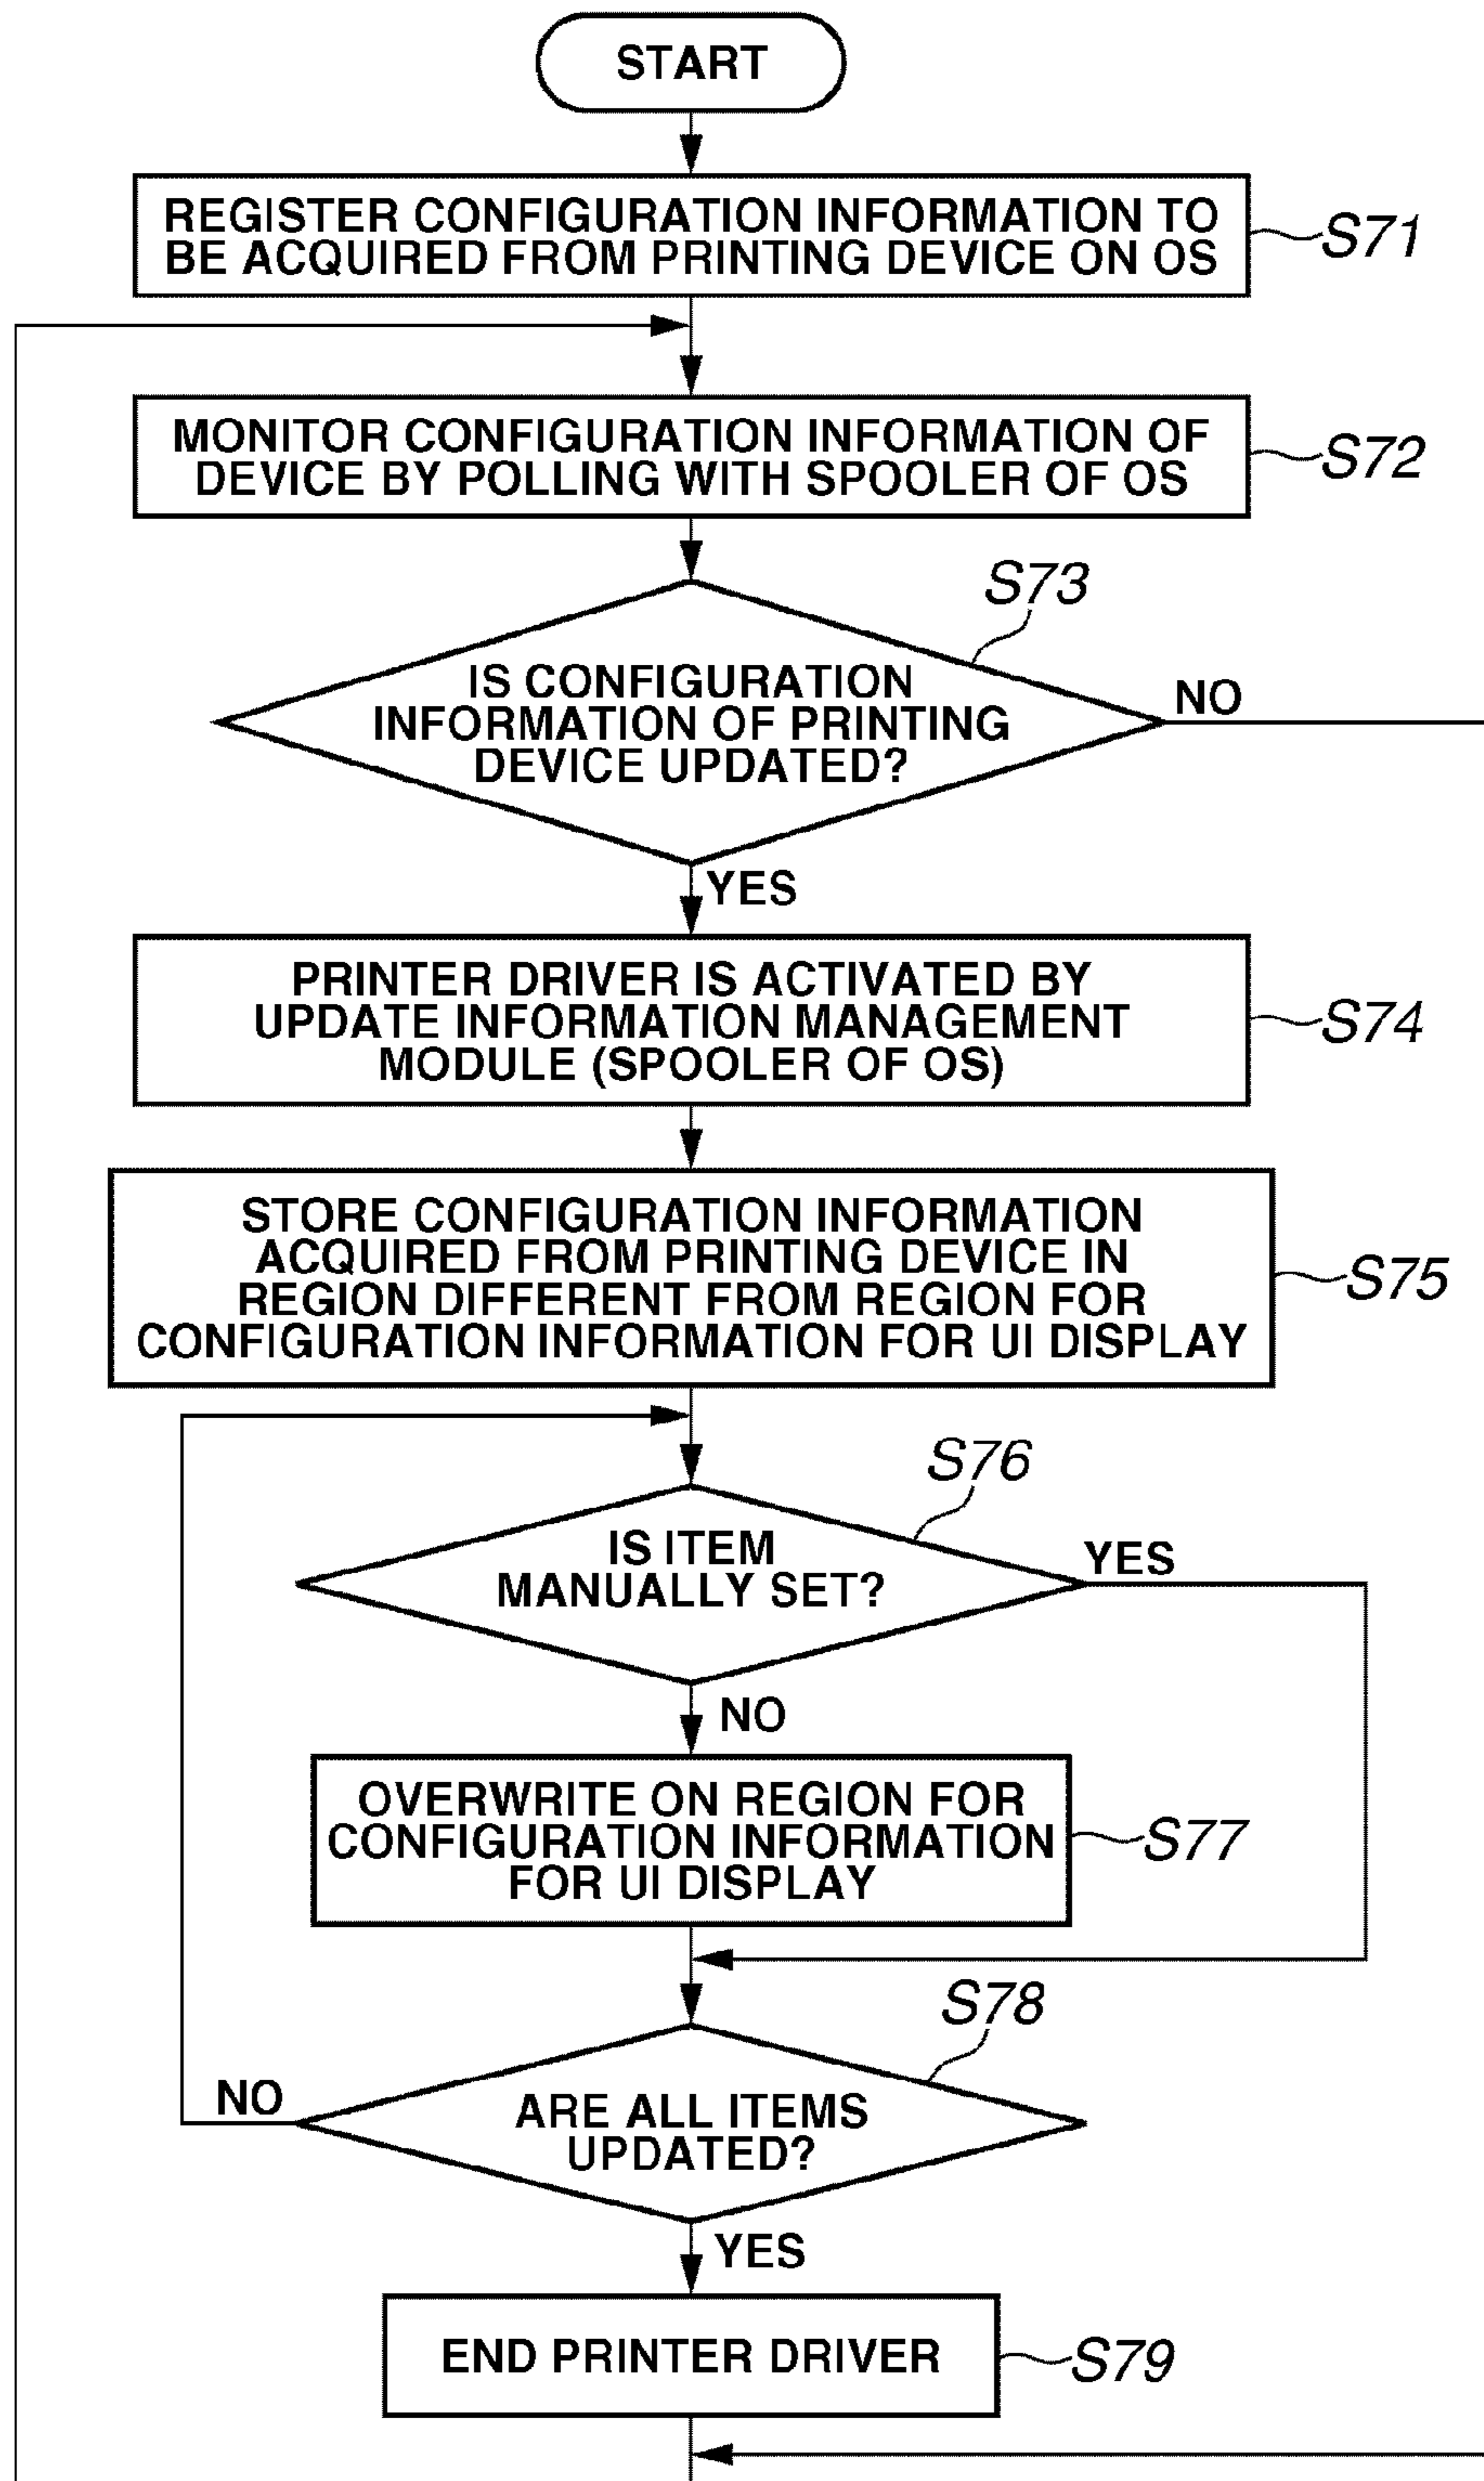 START
REGISTER CONFIGURATION INFORMATION TO
BE ACQUIRED FROM PRINTING DEVICE ON OS
S71
MONITOR CONFIGURATION INFORMATION OF
DEVICE BY POLLING WITH SPOOLER OF OS
S72
S73
IS CONFIGURATION
INFORMATION OF PRINTING
DEVICE UPDATED?
NO
YES
PRINTER DRIVER IS ACTIVATED BY
UPDATE INFORMATION MANAGEMENT
MODULE (SPOOLER OF OS)
S74
STORE CONFIGURATION INFORMATION
ACQUIRED FROM PRINTING DEVICE IN
REGION DIFFERENT FROM REGION FOR
CONFIGURATION INFORMATION FOR UI DISPLAY
S75
S76
IS ITEM
MANUALLY SET?
YES
NO
OVERWRITE ON REGION FOR
CONFIGURATION INFORMATION
FOR UI DISPLAY
S77
S78
NO
ARE ALL ITEMS
UPDATED?
YES
END PRINTER DRIVER
S79